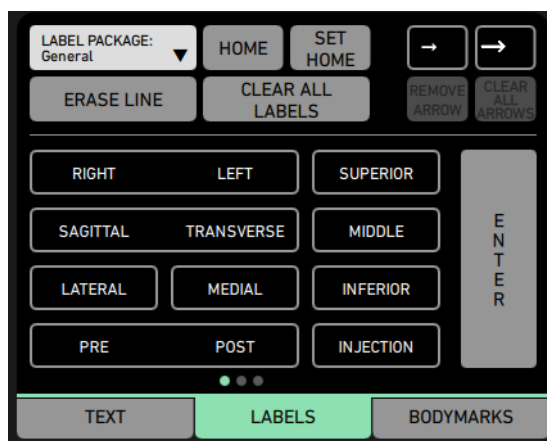 LABEL PACKAGE:
General ▼
HOME
SET
HOME
→
→
ERASE LINE
CLEAR ALL
LABELS
REMOVE
ARROW
CLEAR
ALL
ARROWS
RIGHT LEFT
SUPERIOR
SAGITTAL TRANSVERSE
MIDDLE
LATERAL
MEDIAL
INFERIOR
PRE POST
INJECTION
E
N
T
E
R
TEXT
LABELS
BODYMARKS